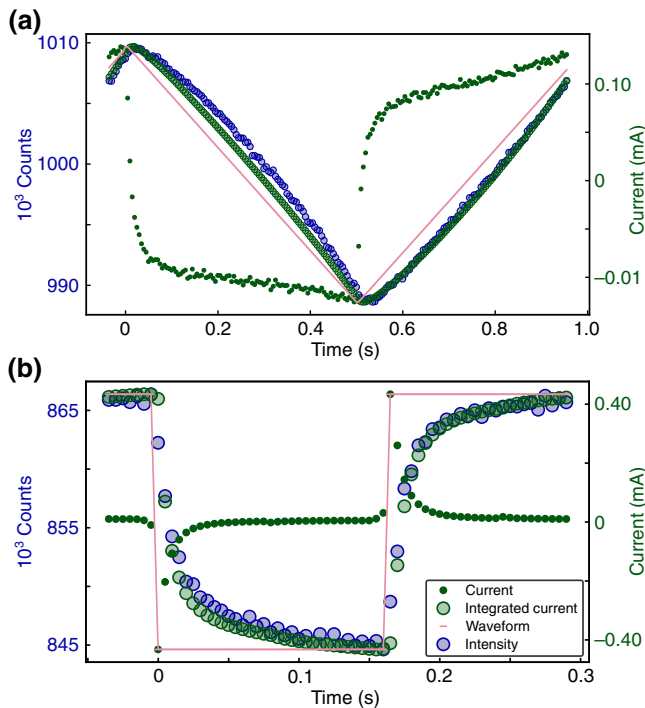 (a)
1010
1000
990
10³ Counts
0.10
0
−0.01
Current (mA)
0
0.2
0.4
0.6
0.8
1.0
Time (s)
(b)
865
855
845
10³ Counts
0.40
0
−0.40
Current (mA)
Current
Integrated current
Waveform
Intensity
0
0.1
0.2
0.3
Time (s)